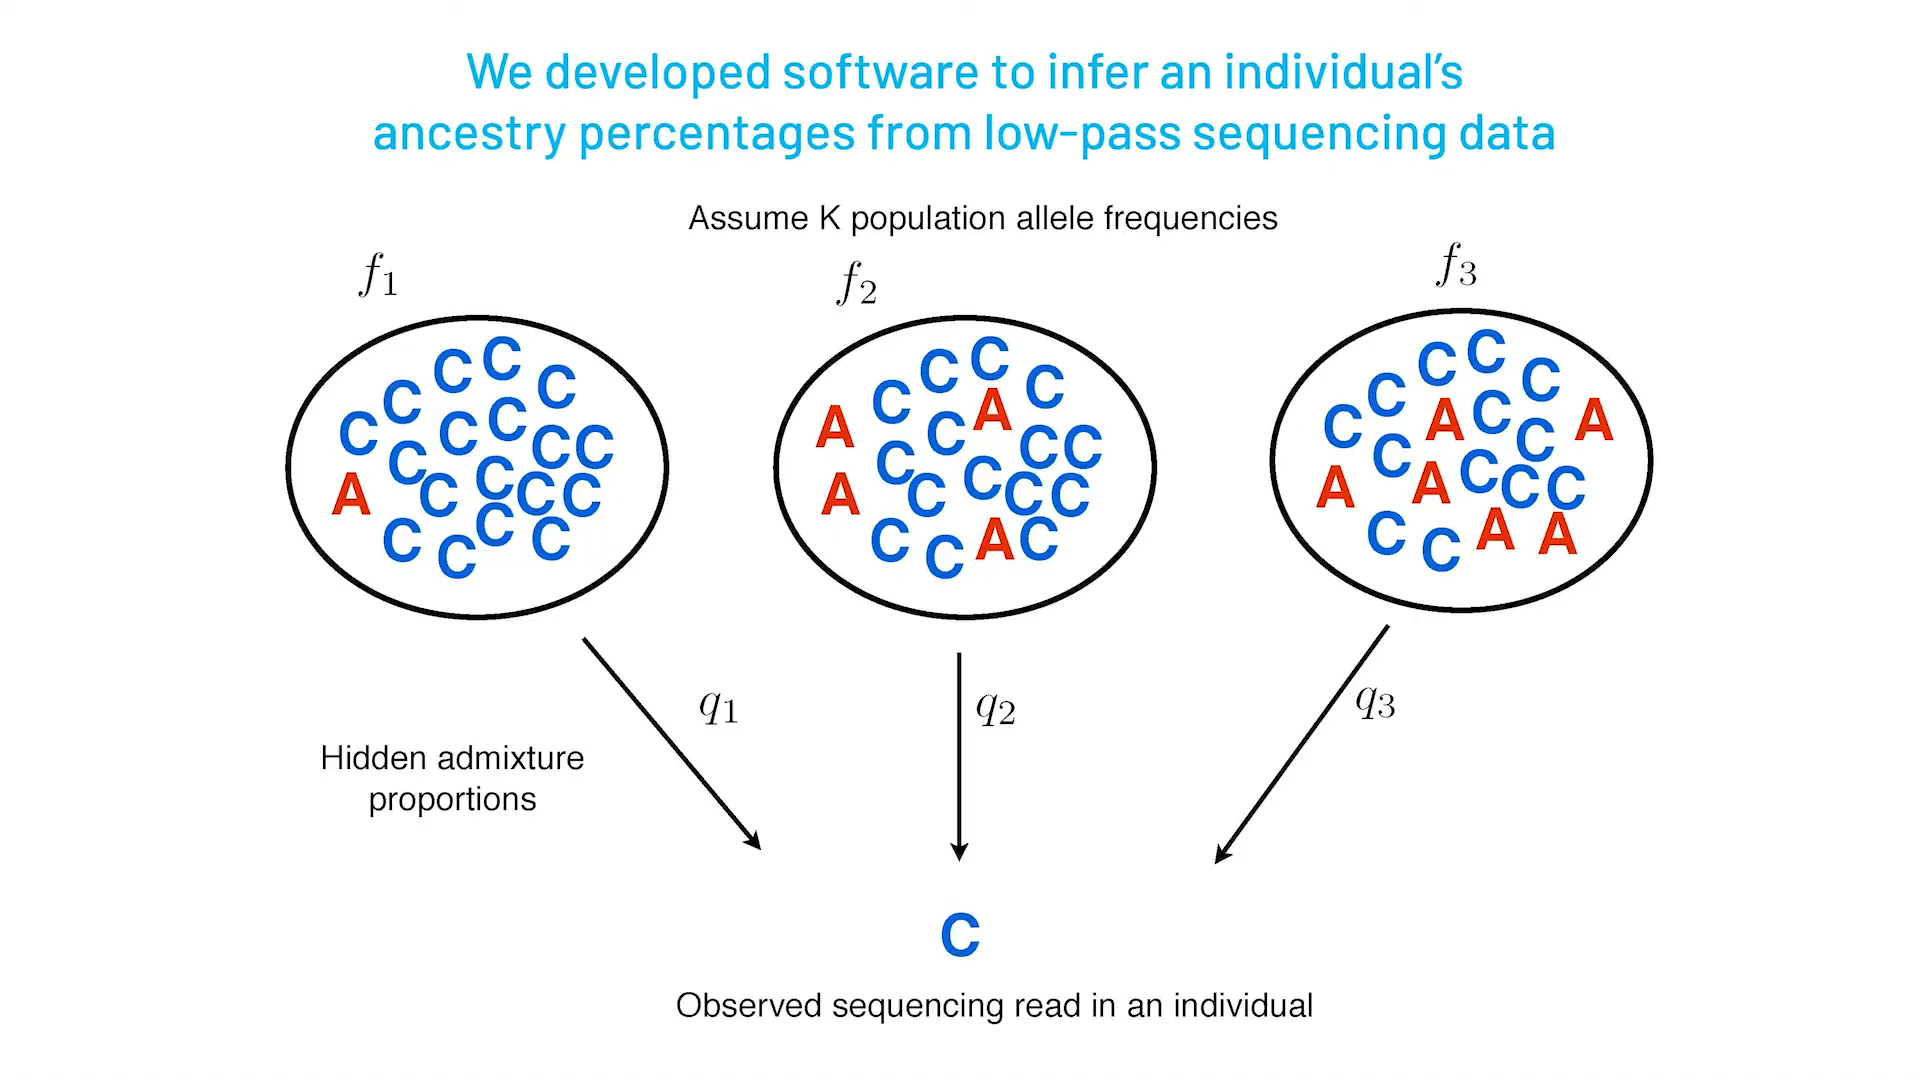 We developed software to infer an individual’s
ancestry percentages from low-pass sequencing data
Assume K population allele frequencies
f1
f2
f3
C C C C C C C C C C C C C C C C C C A
C C C C C C C C C C C C C C C C A A A A
C C C C C C C C C C C C C A A A A A A
q1
q2
q3
Hidden admixture
proportions
C
Observed sequencing read in an individual